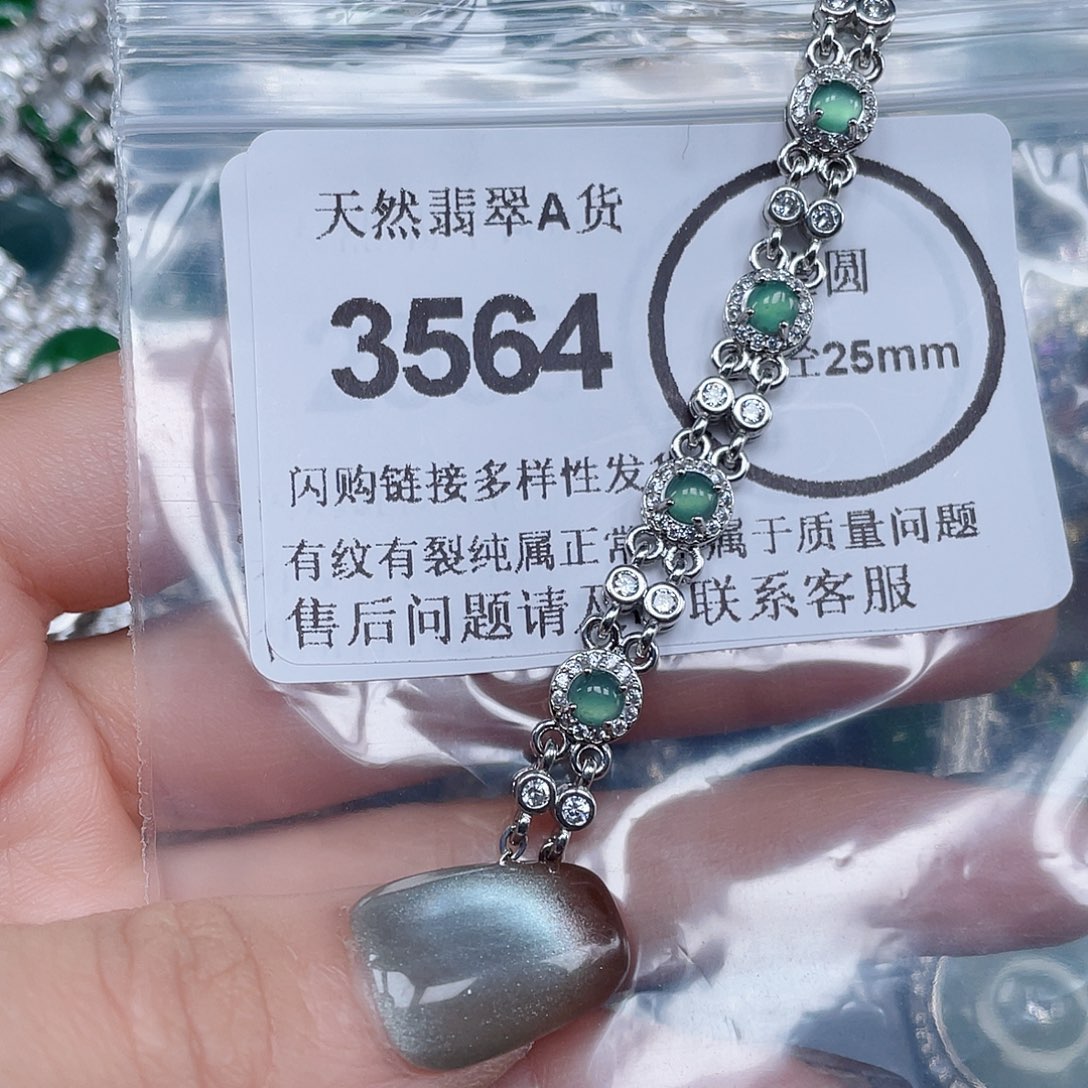 天然翡翠A货
3564
圆
25mm
闪购链接多样性发
有纹有裂纯属正常 属于质量问题
售后问题请 联系客服